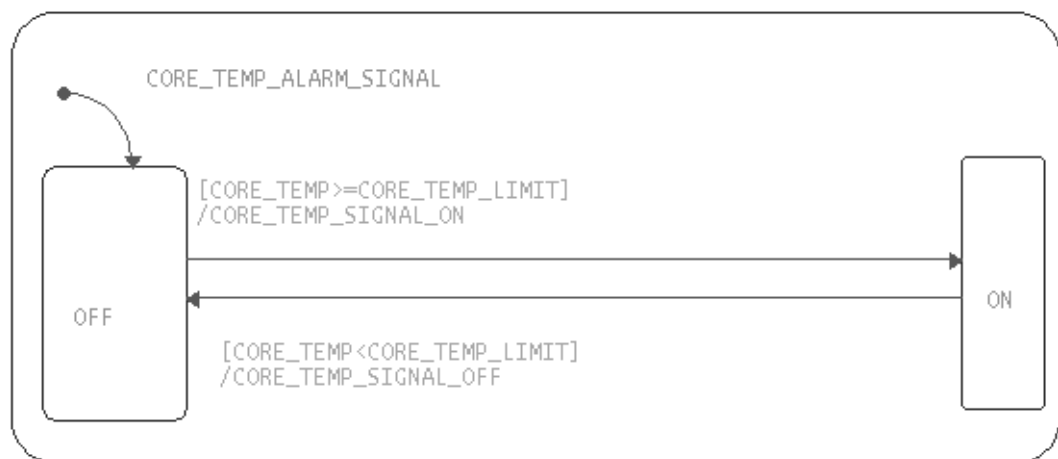 CORE_TEMP_ALARM_SIGNAL
[CORE_TEMP>=CORE_TEMP_LIMIT]
/CORE_TEMP_SIGNAL_ON
OFF
ON
[CORE_TEMP<CORE_TEMP_LIMIT]
/CORE_TEMP_SIGNAL_OFF